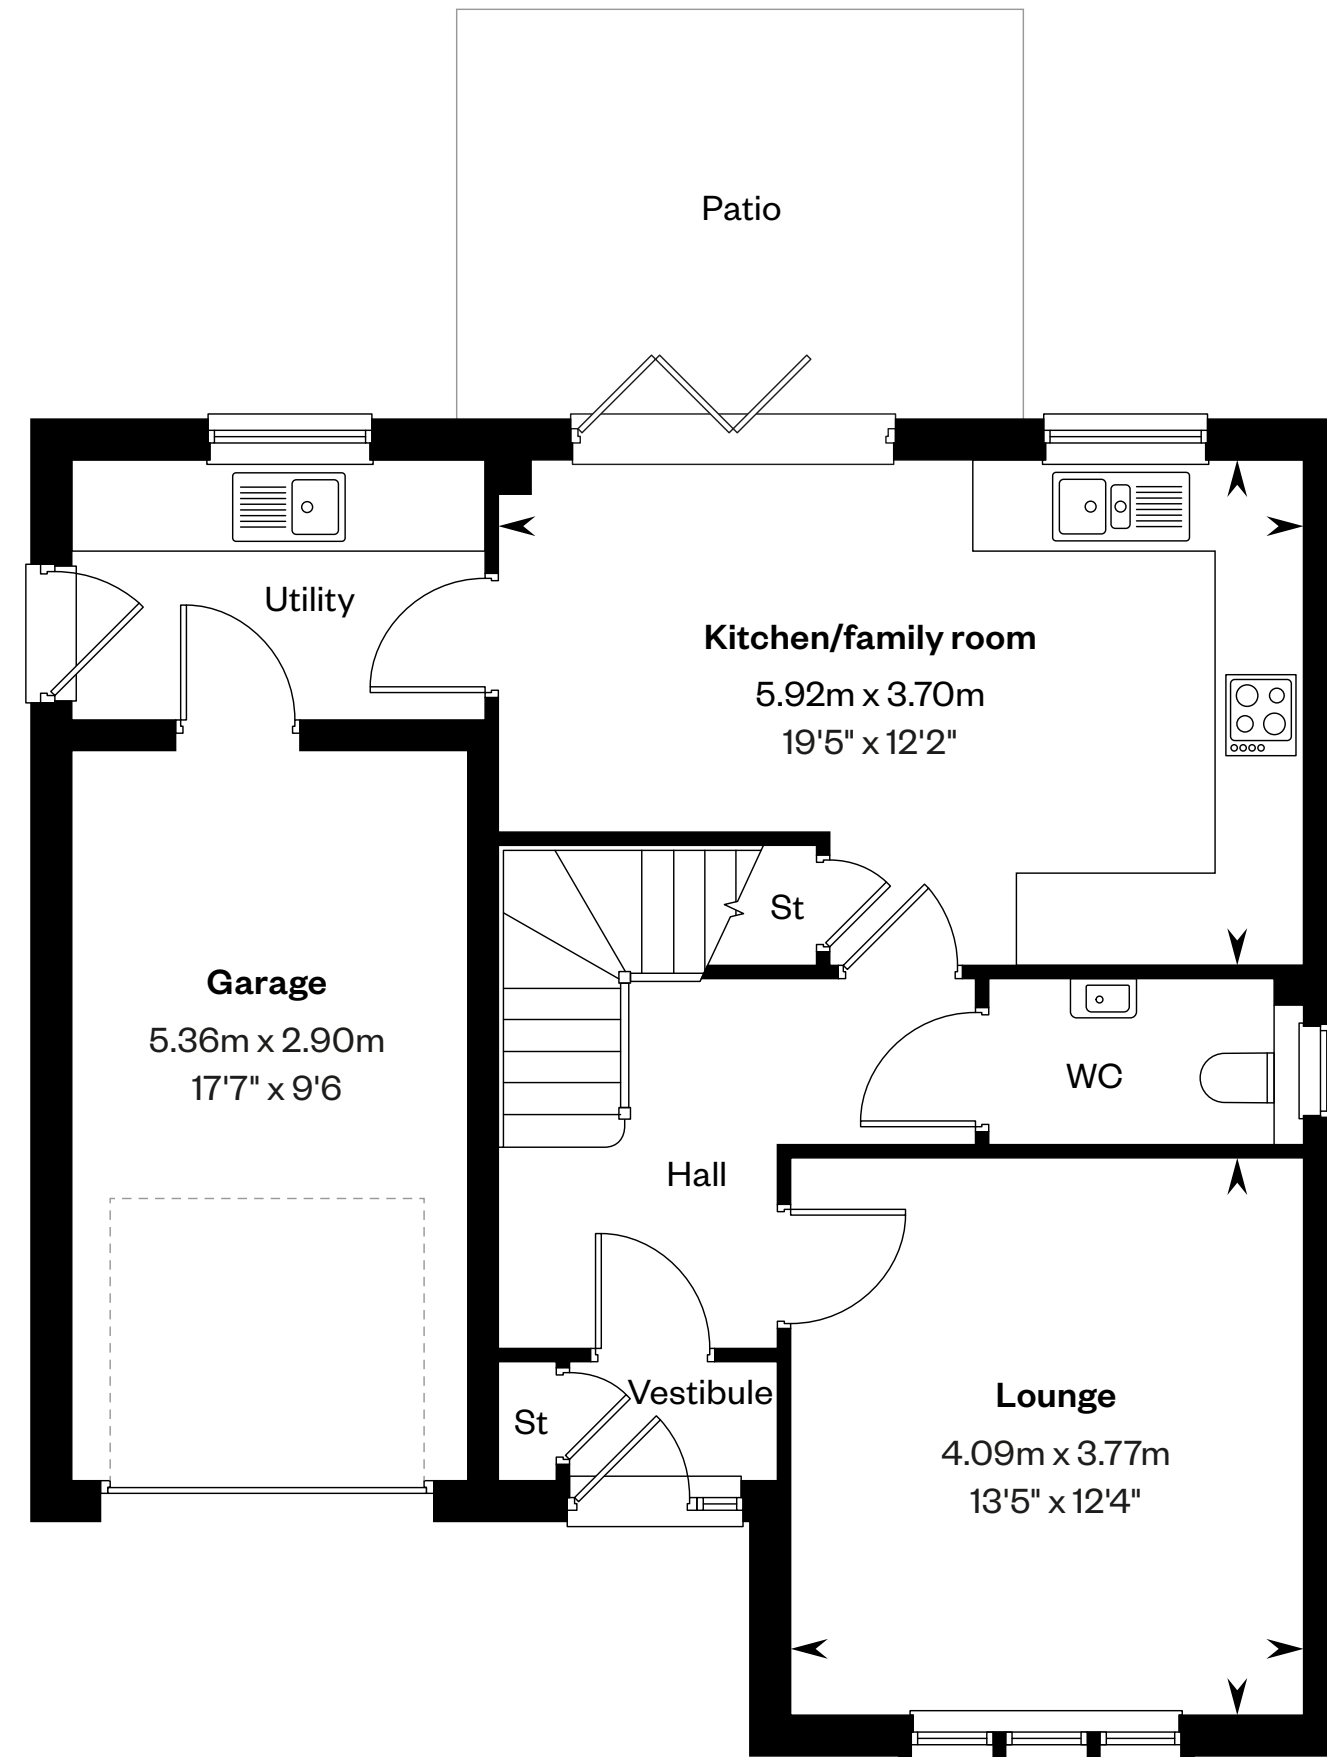 Patio
Utility
Kitchen/family room
5.92m x 3.70m
19'5" x 12'2"
St
Garage
5.36m x 2.90m
17'7" x 9'6
WC
Hall
Vestibule
St
Lounge
4.09m x 3.77m
13'5" x 12'4"